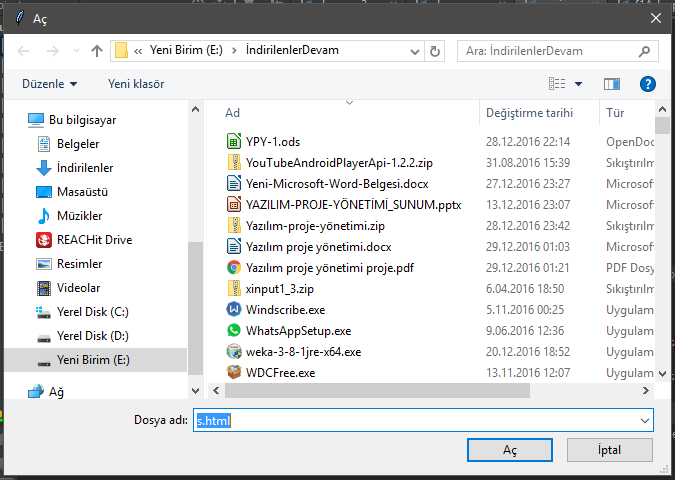 Aç
« Yeni Birim (E:) > İndirilenlerDevam
Ara: İndirilenlerDevam
Düzenle
Yeni klasör
Bu bilgisayar
Belgeler
İndirilenler
Masaüstü
Müzikler
REACHit Drive
Resimler
Videolar
Yerel Disk (C:)
Yerel Disk (D:)
Yeni Birim (E:)
Ağ
Ad Değiştirme tarihi Tür
YPY-1.ods 28.12.2016 22:14 OpenDoc
YouTubeAndroidPlayerApi-1.2.2.zip 31.08.2016 15:39 Sıkıştırılm
Yeni-Microsoft-Word-Belgesi.docx 27.12.2016 23:27 Microsoft
YAZILIM-PROJE-YÖNETİMİ_SUNUM.pptx 13.12.2016 23:07 Microsoft
Yazılım-proje-yönetimi.zip 28.12.2016 23:42 Sıkıştırılm
Yazılım proje yönetimi.docx 29.12.2016 01:03 Microsoft
Yazılım proje yönetimi proje.pdf 29.12.2016 01:21 PDF Dosy
xinput1_3.zip 6.04.2016 18:50 Sıkıştırılm
Windscribe.exe 5.11.2016 00:25 Uygulam
WhatsAppSetup.exe 9.06.2016 12:36 Uygulam
weka-3-8-1jre-x64.exe 20.12.2016 18:52 Uygulam
WDCFree.exe 13.11.2016 12:07 Uygulam
Dosya adı: s.html
Aç
İptal